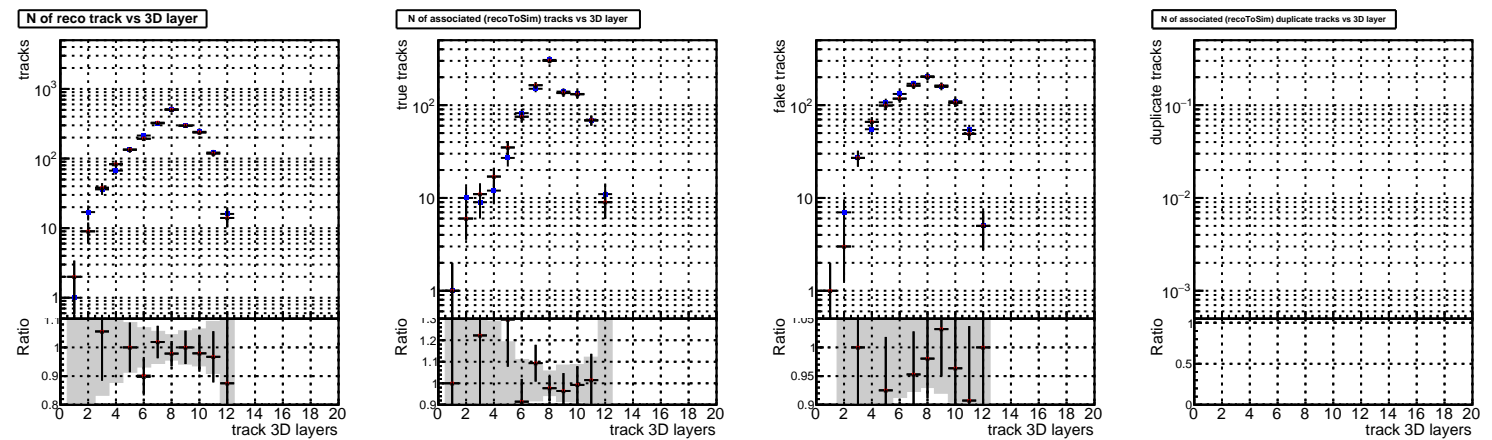 N of reco track vs 3D layer
tracks
10³
10²
10
1
Ratio
1.1
1
0.9
0.8
0 2 4 6 8 10 12 14 16 18 20
track 3D layers
N of associated (recoToSim) tracks vs 3D layer
true tracks
10²
10
1
Ratio
1.3
1.2
1.1
1
0.9
0 2 4 6 8 10 12 14 16 18 20
track 3D layers
fake tracks
10²
10
1
Ratio
1.05
1
0.95
0.9
0 2 4 6 8 10 12 14 16 18 20
track 3D layers
N of associated (recoToSim) duplicate tracks vs 3D layer
duplicate tracks
10⁻¹
10⁻²
10⁻³
Ratio
1
0.5
0
0 2 4 6 8 10 12 14 16 18 20
track 3D layers